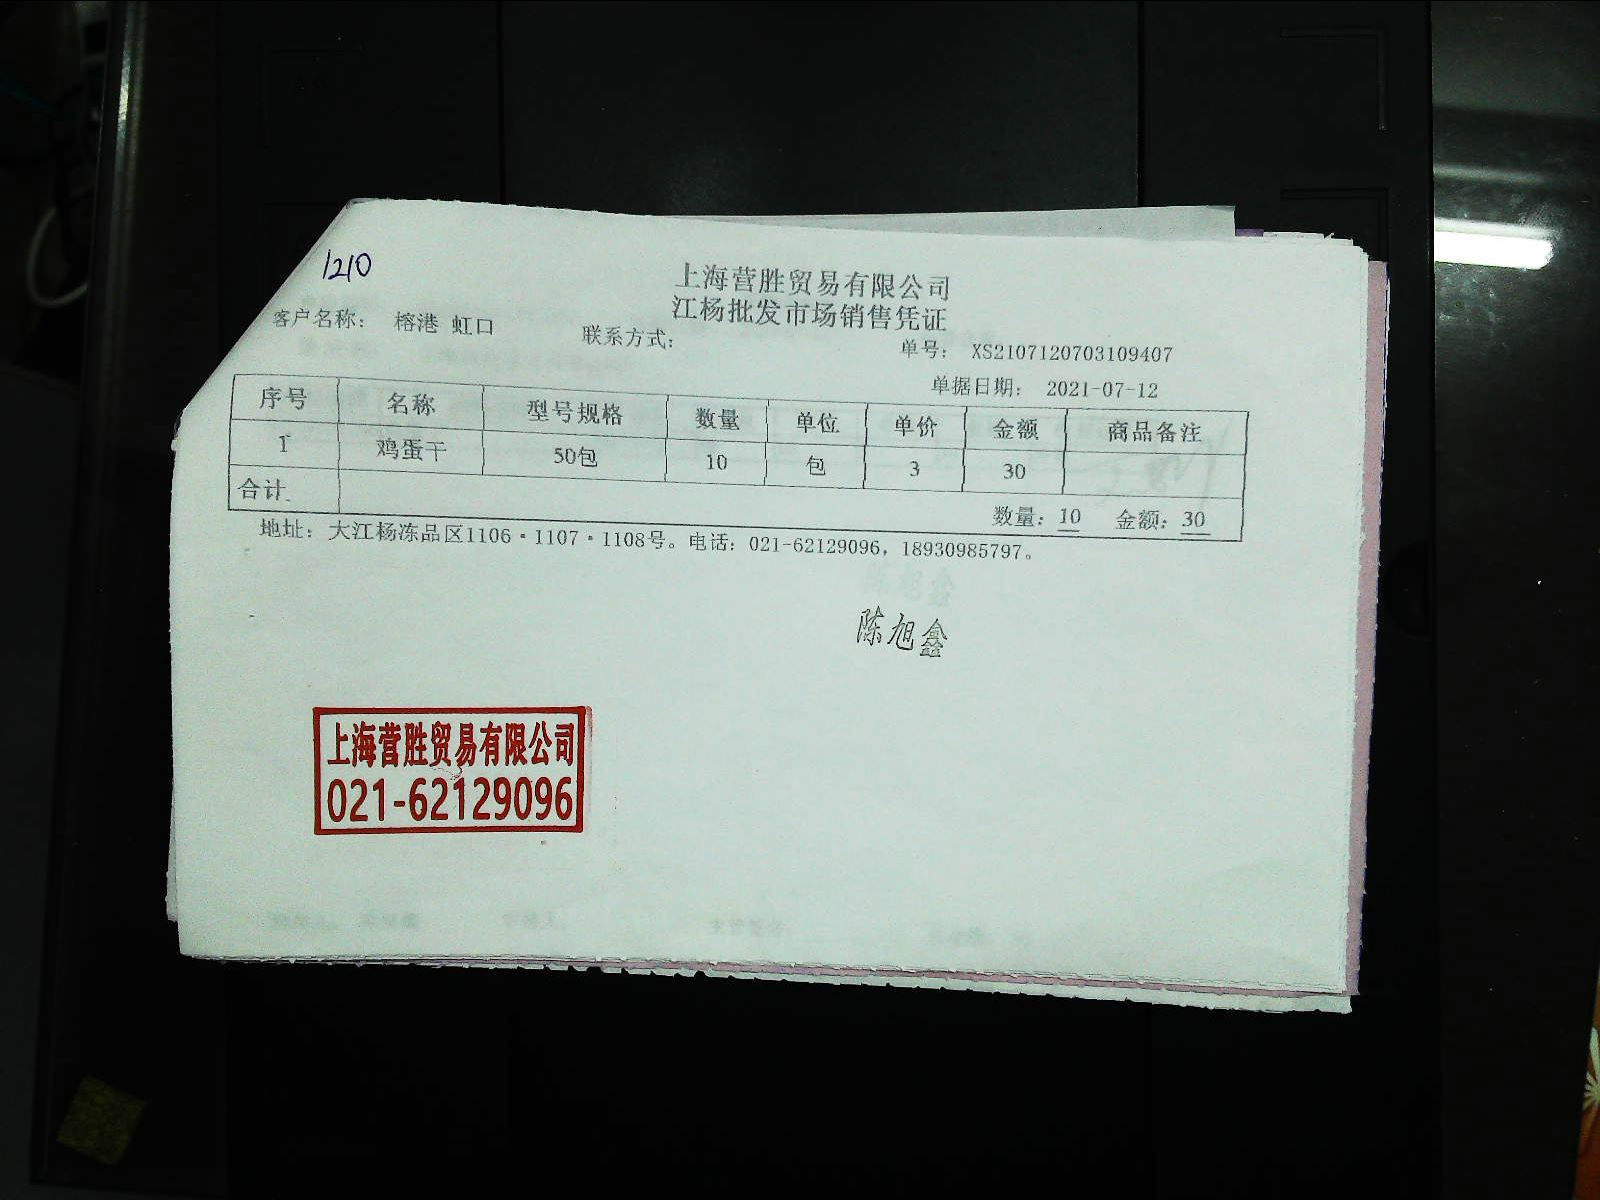 1210
上海营胜贸易有限公司
江杨批发市场销售凭证
客户名称： 榕港 虹口 联系方式： 单号： XS2107120703109407
单据日期： 2021-07-12
序号 名称 型号规格 数量 单位 单价 金额 商品备注
1 鸡蛋干 50包 10 包 3 30
合计 数量：10 金额：30
地址：大江杨冻品区1106·1107·1108号。电话：021-62129096，18930985797。
陈旭鑫
上海营胜贸易有限公司
021-62129096